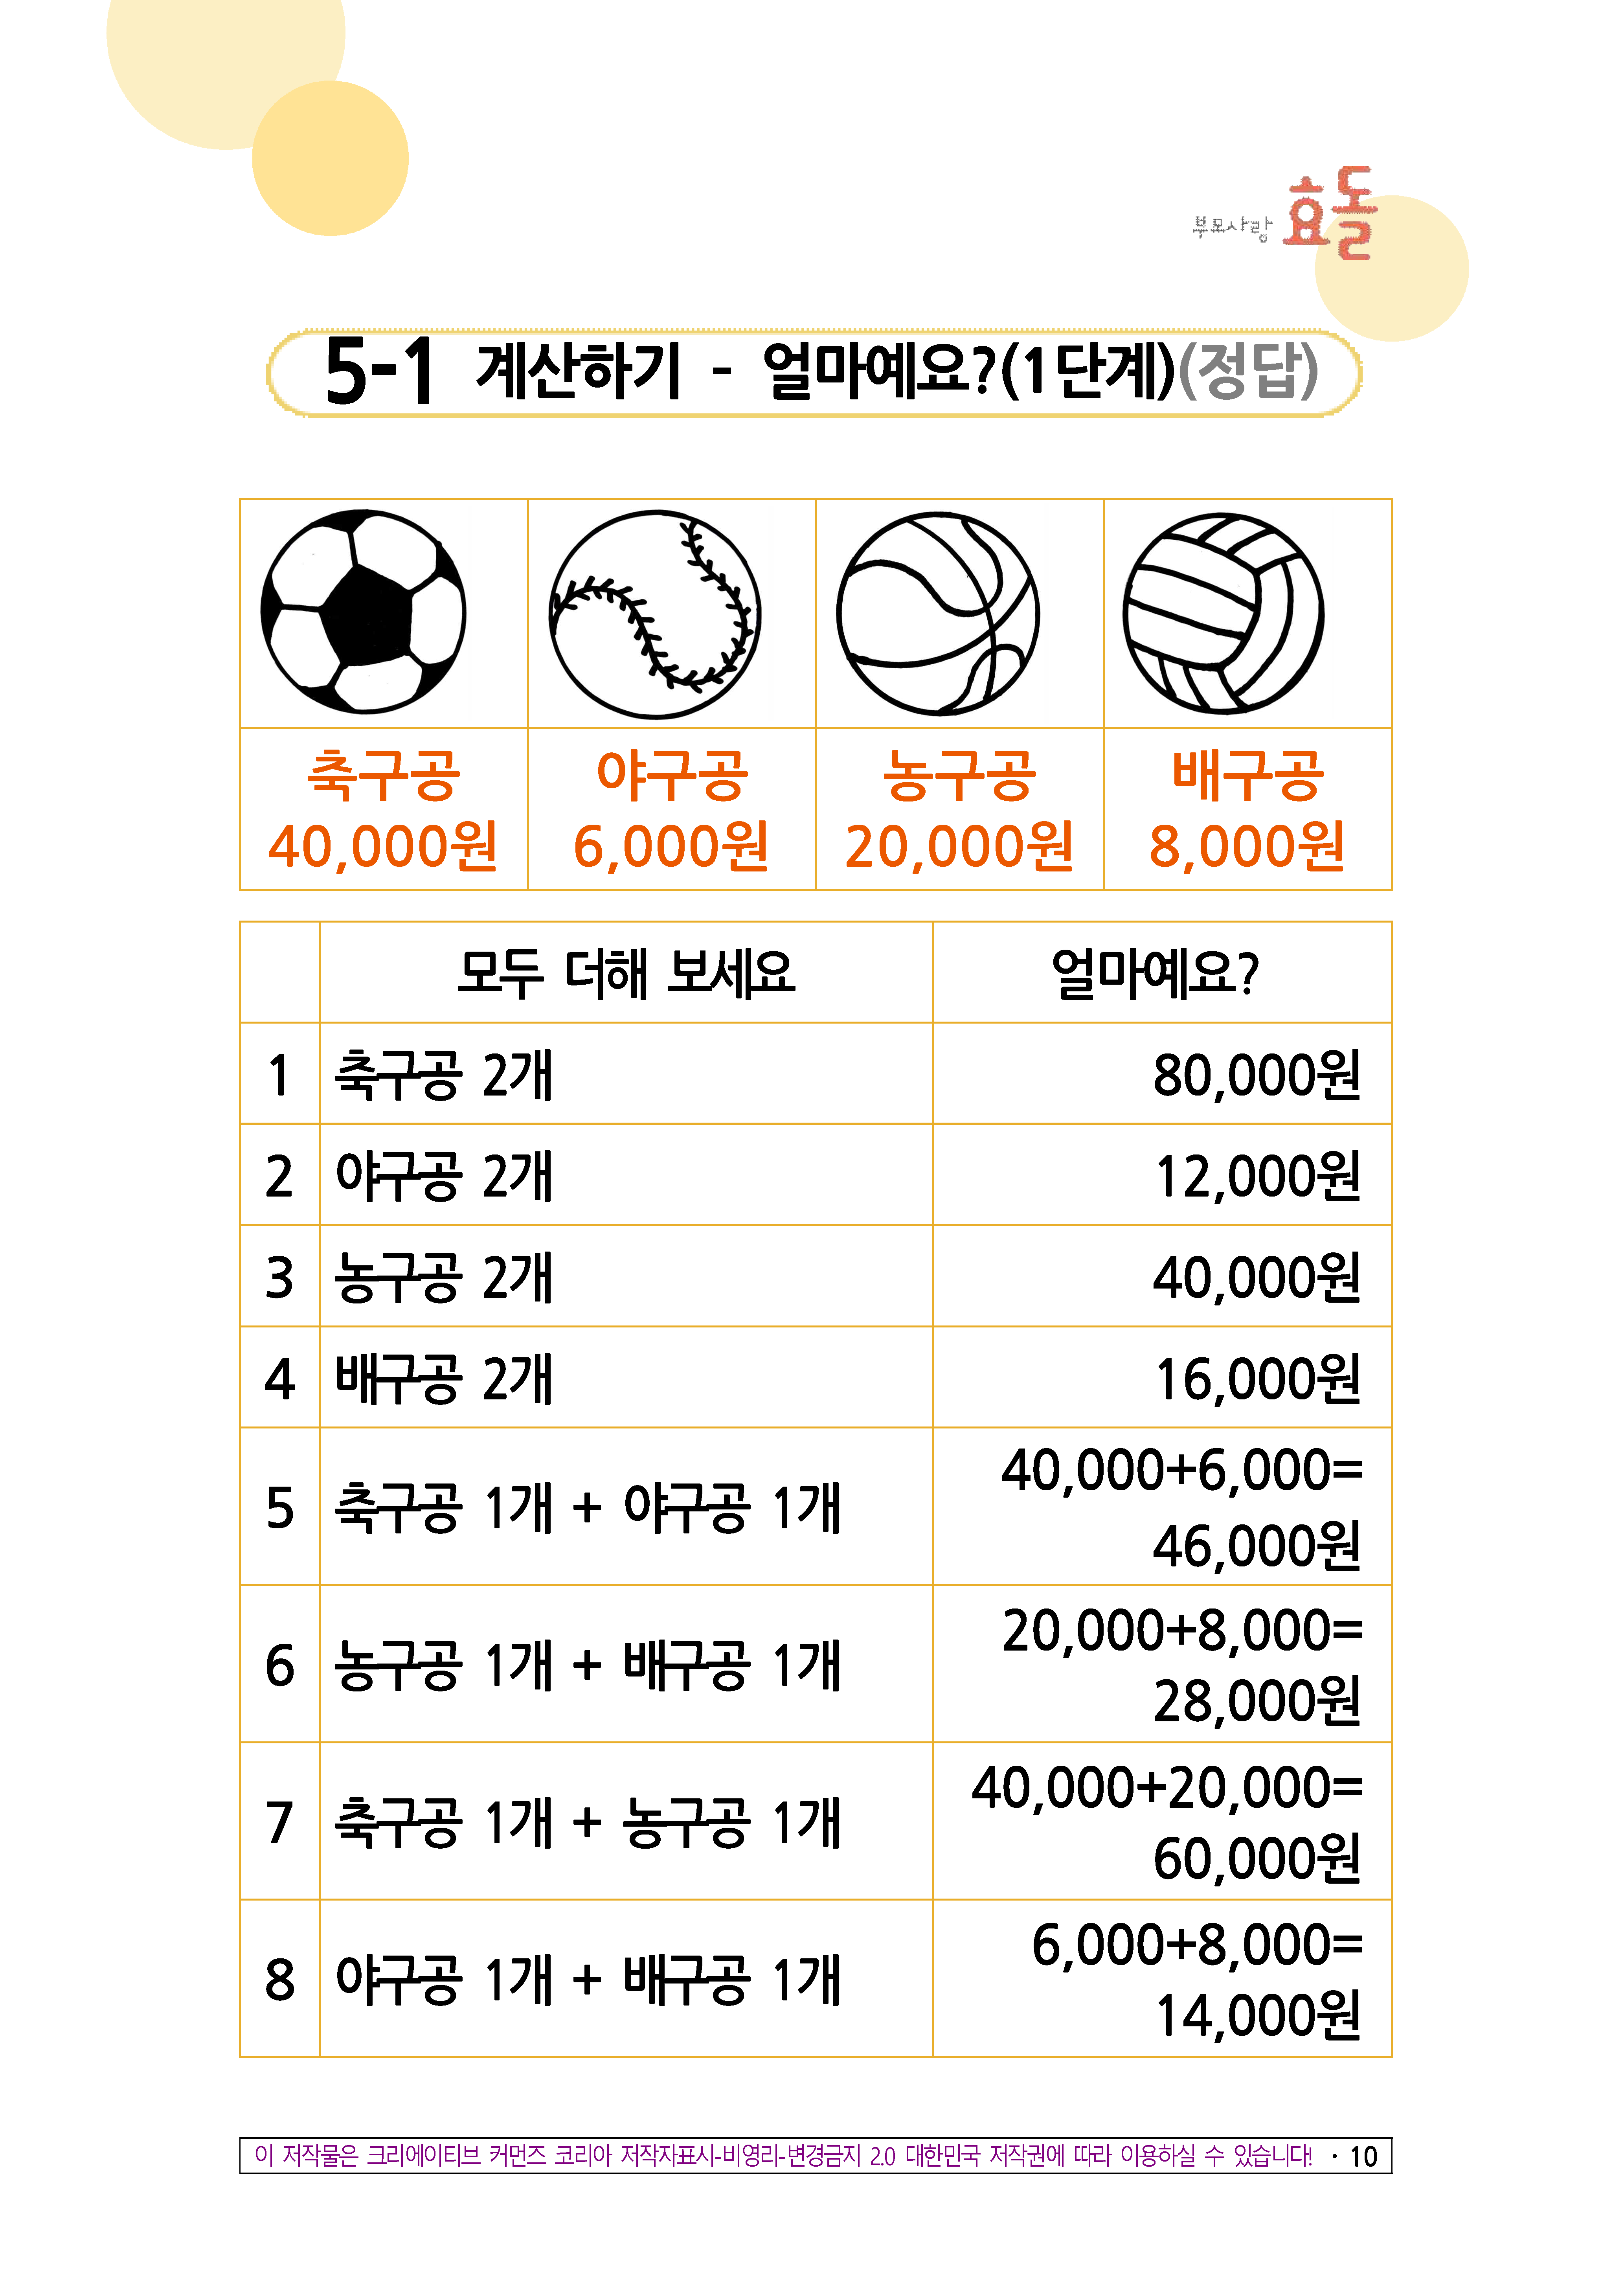 부모사랑 효돌
5-1 계산하기 - 얼마예요?(1단계)(정답)
축구공 야구공 농구공 배구공
40,000원 6,000원 20,000원 8,000원
모두 더해 보세요 얼마예요?
1 축구공 2개 80,000원
2 야구공 2개 12,000원
3 농구공 2개 40,000원
4 배구공 2개 16,000원
5 축구공 1개 + 야구공 1개 40,000+6,000=
46,000원
6 농구공 1개 + 배구공 1개 20,000+8,000=
28,000원
7 축구공 1개 + 농구공 1개 40,000+20,000=
60,000원
8 야구공 1개 + 배구공 1개 6,000+8,000=
14,000원
이 저작물은 크리에이티브 커먼즈 코리아 저작자표시-비영리-변경금지 2.0 대한민국 저작권에 따라 이용하실 수 있습니다! · 10